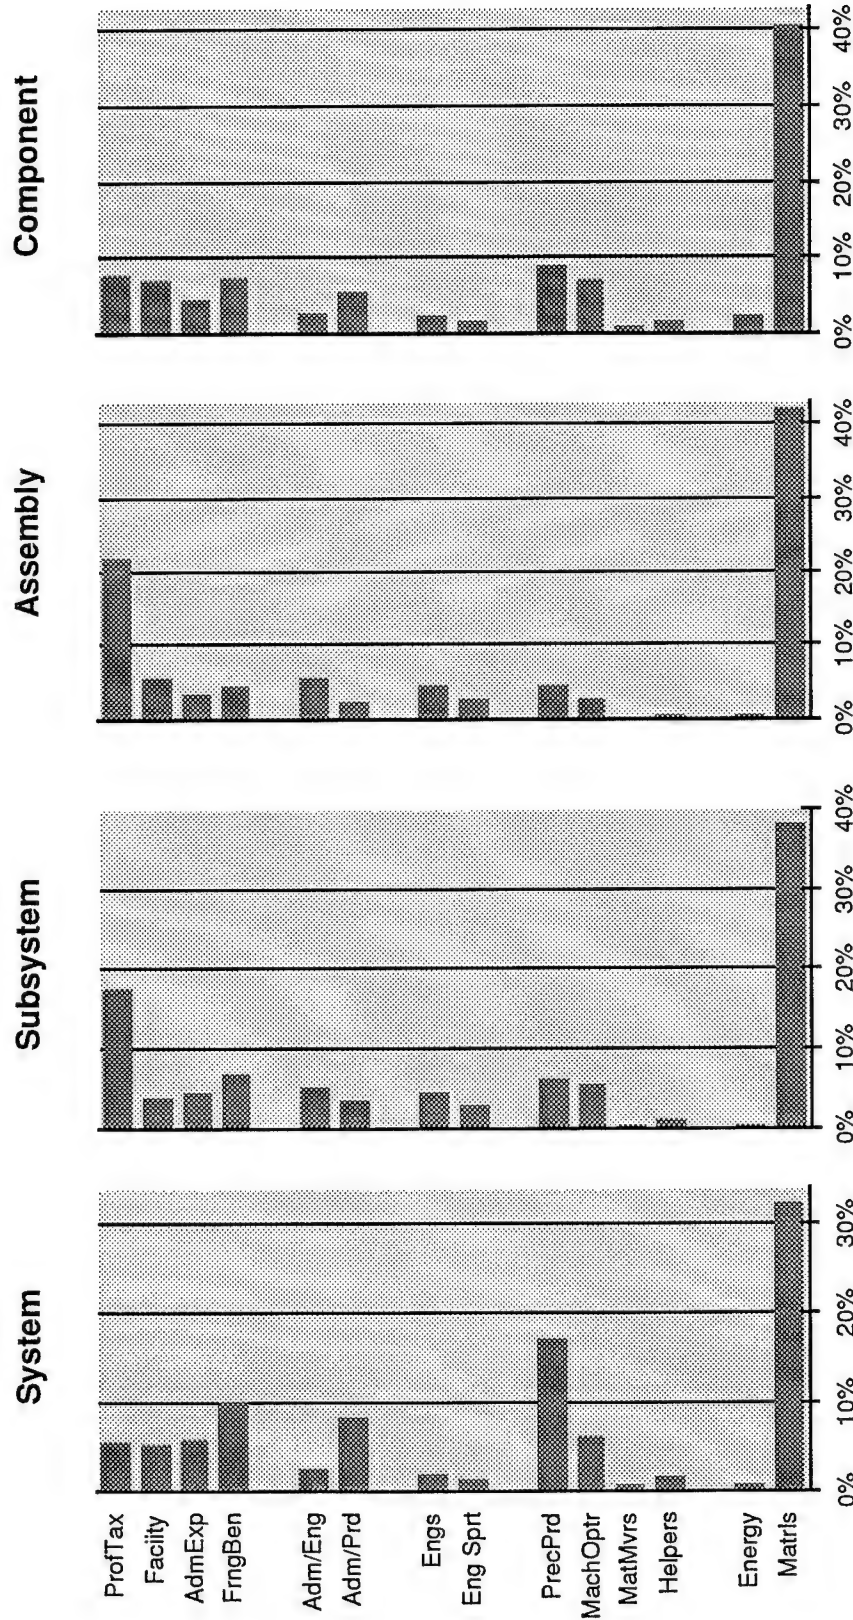 System
Subsystem
Assembly
Component
ProfTax
Faciity
AdmExp
FrngBen
Adm/Eng
Adm/Prd
Engs
Eng Sprt
PrecPrd
MachOptr
MatMvrs
Helpers
Energy
Matrls
0% 10% 20% 30%
0% 10% 20% 30% 40%
0% 10% 20% 30% 40%
0% 10% 20% 30% 40%